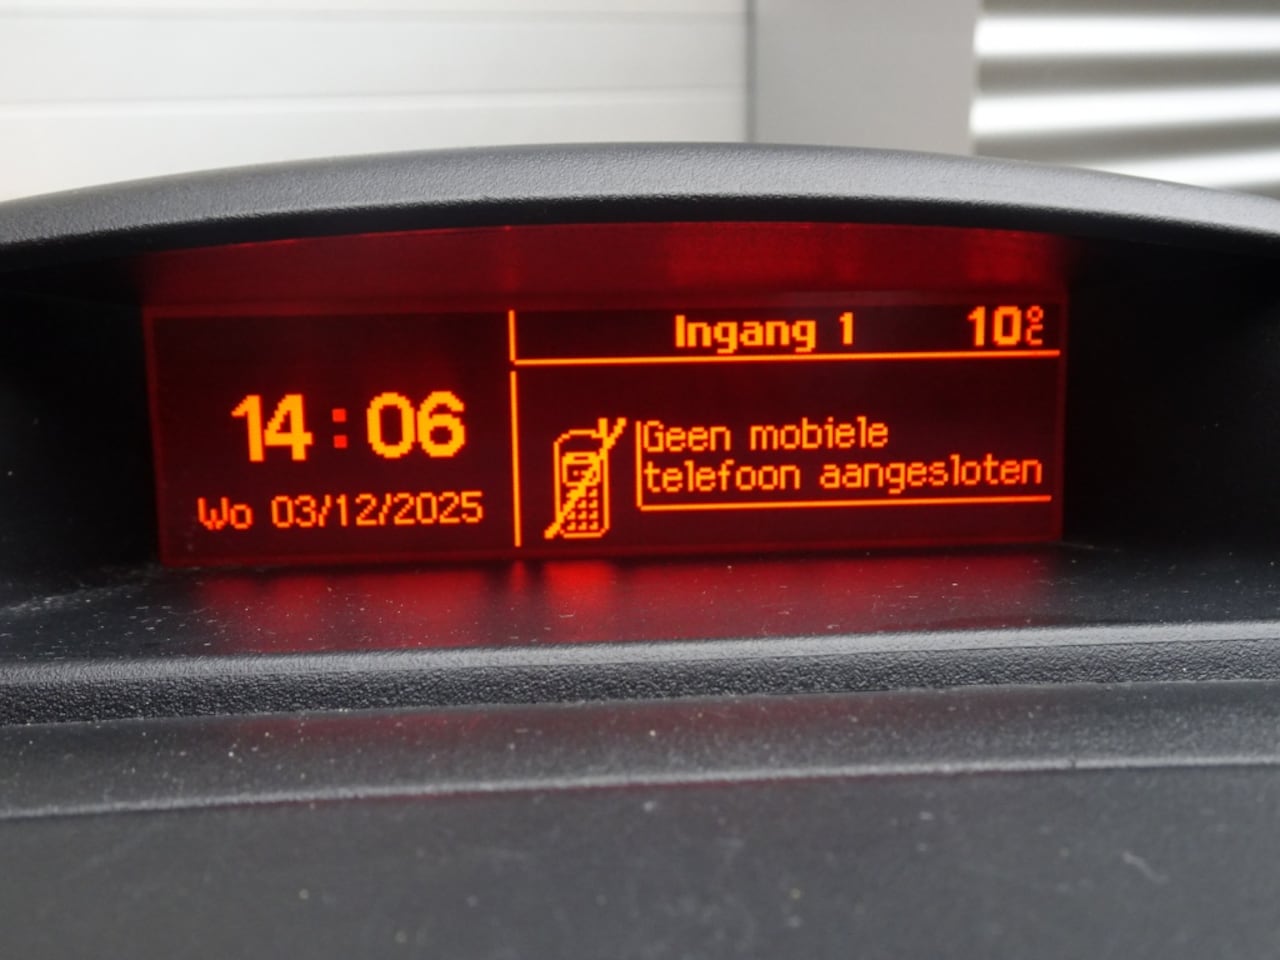 Ingang 1 10°C
14:06
Wo 03/12/2025
Geen mobiele
telefoon aangesloten